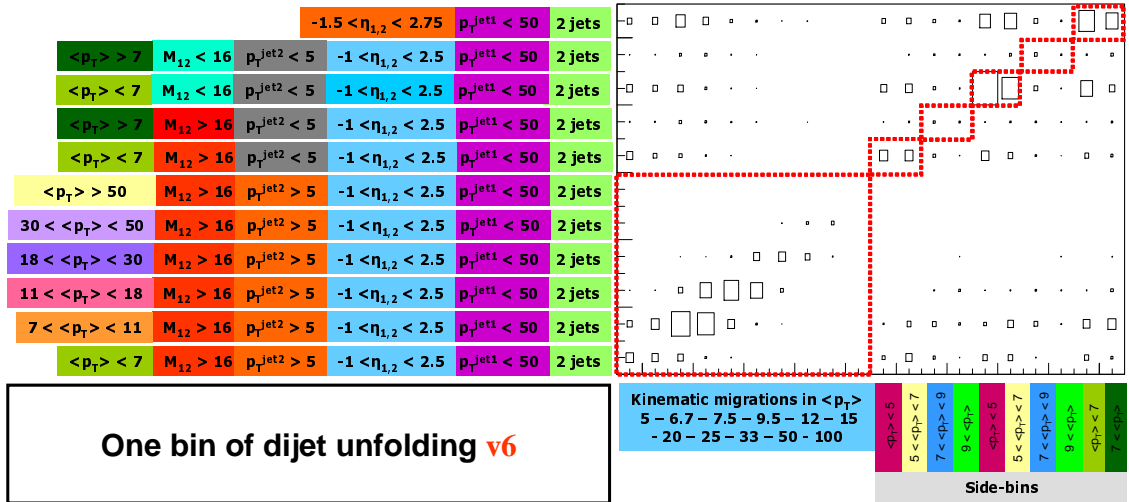 -1.5 <η1,2 < 2.75 pTjet1 < 50 2 jets
<pT> > 7 M12 < 16 pTjet2 < 5 -1 <η1,2 < 2.5 pTjet1 < 50 2 jets
<pT> < 7 M12 < 16 pTjet2 < 5 -1 <η1,2 < 2.5 pTjet1 < 50 2 jets
<pT> > 7 M12 > 16 pTjet2 < 5 -1 <η1,2 < 2.5 pTjet1 < 50 2 jets
<pT> < 7 M12 > 16 pTjet2 < 5 -1 <η1,2 < 2.5 pTjet1 < 50 2 jets
<pT> > 50 M12 > 16 pTjet2 > 5 -1 <η1,2 < 2.5 pTjet1 < 50 2 jets
30 < <pT> < 50 M12 > 16 pTjet2 > 5 -1 <η1,2 < 2.5 pTjet1 < 50 2 jets
18 < <pT> < 30 M12 > 16 pTjet2 > 5 -1 <η1,2 < 2.5 pTjet1 < 50 2 jets
11 < <pT> < 18 M12 > 16 pTjet2 > 5 -1 <η1,2 < 2.5 pTjet1 < 50 2 jets
7 < <pT> < 11 M12 > 16 pTjet2 > 5 -1 <η1,2 < 2.5 pTjet1 < 50 2 jets
<pT> < 7 M12 > 16 pTjet2 > 5 -1 <η1,2 < 2.5 pTjet1 < 50 2 jets
One bin of dijet unfolding v6
Kinematic migrations in <pT>
5 – 6.7 – 7.5 – 9.5 – 12 – 15
- 20 – 25 – 33 – 50 - 100
<pT> < 5
5 < <pT> < 7
7 < <pT> < 9
9 < <pT>
<pT> < 5
5 < <pT> < 7
7 < <pT> < 9
9 < <pT>
<pT> < 7
7 < <pT>
Side-bins